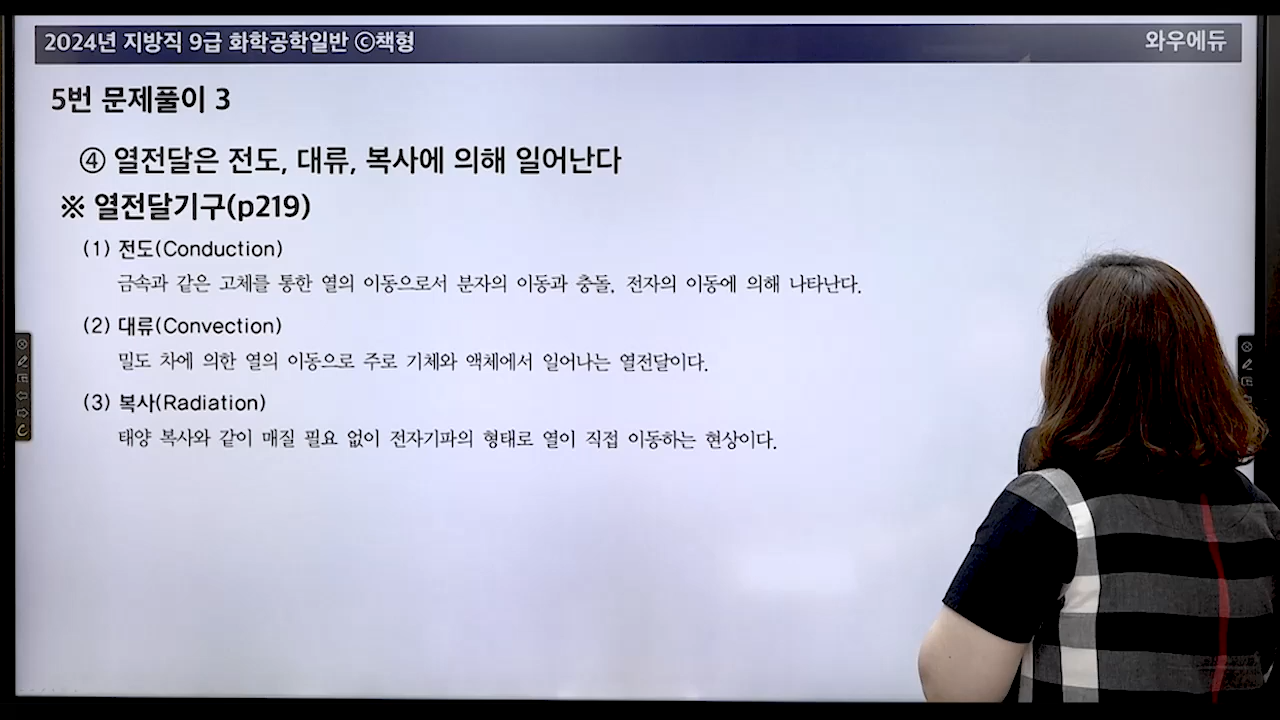 2024년 지방직 9급 화학공학일반 ⓒ책형
와우에듀
5번 문제풀이 3
④ 열전달은 전도, 대류, 복사에 의해 일어난다
※ 열전달기구(p219)
(1) 전도(Conduction)
금속과 같은 고체를 통한 열의 이동으로서 분자의 이동과 충돌, 전자의 이동에 의해 나타난다.
(2) 대류(Convection)
밀도 차에 의한 열의 이동으로 주로 기체와 액체에서 일어나는 열전달이다.
(3) 복사(Radiation)
태양 복사와 같이 매질 필요 없이 전자기파의 형태로 열이 직접 이동하는 현상이다.